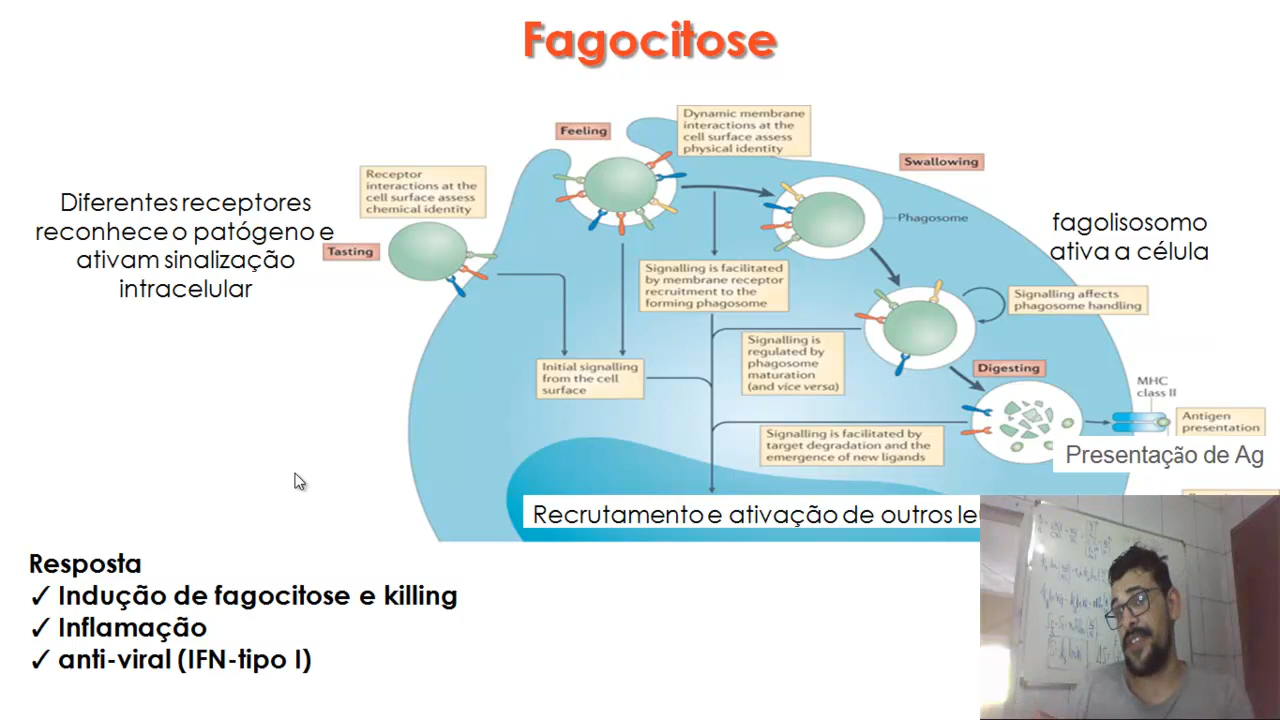 Fagocitose
Diferentes receptores
reconhece o patógeno e
ativam sinalização
intracelular
Receptor
interactions at the
cell surface assess
chemical identity
Tasting
Feeling
Dynamic membrane
interactions at the
cell surface assess
physical identity
Swallowing
Phagosome
fagolisosomo
ativa a célula
Signalling is facilitated
by membrane receptor
recruitment to the
forming phagosome
Signalling affects
phagosome handling
Initial signalling
from the cell
surface
Signalling is
regulated by
phagosome
maturation
(and vice versa)
Digesting
MHC
class II
Antigen
presentation
Signalling is facilitated by
target degradation and the
emergence of new ligands
Presentação de Ag
Recrutamento e ativação de outros le
Resposta
✓ Indução de fagocitose e killing
✓ Inflamação
✓ anti-viral (IFN-tipo I)